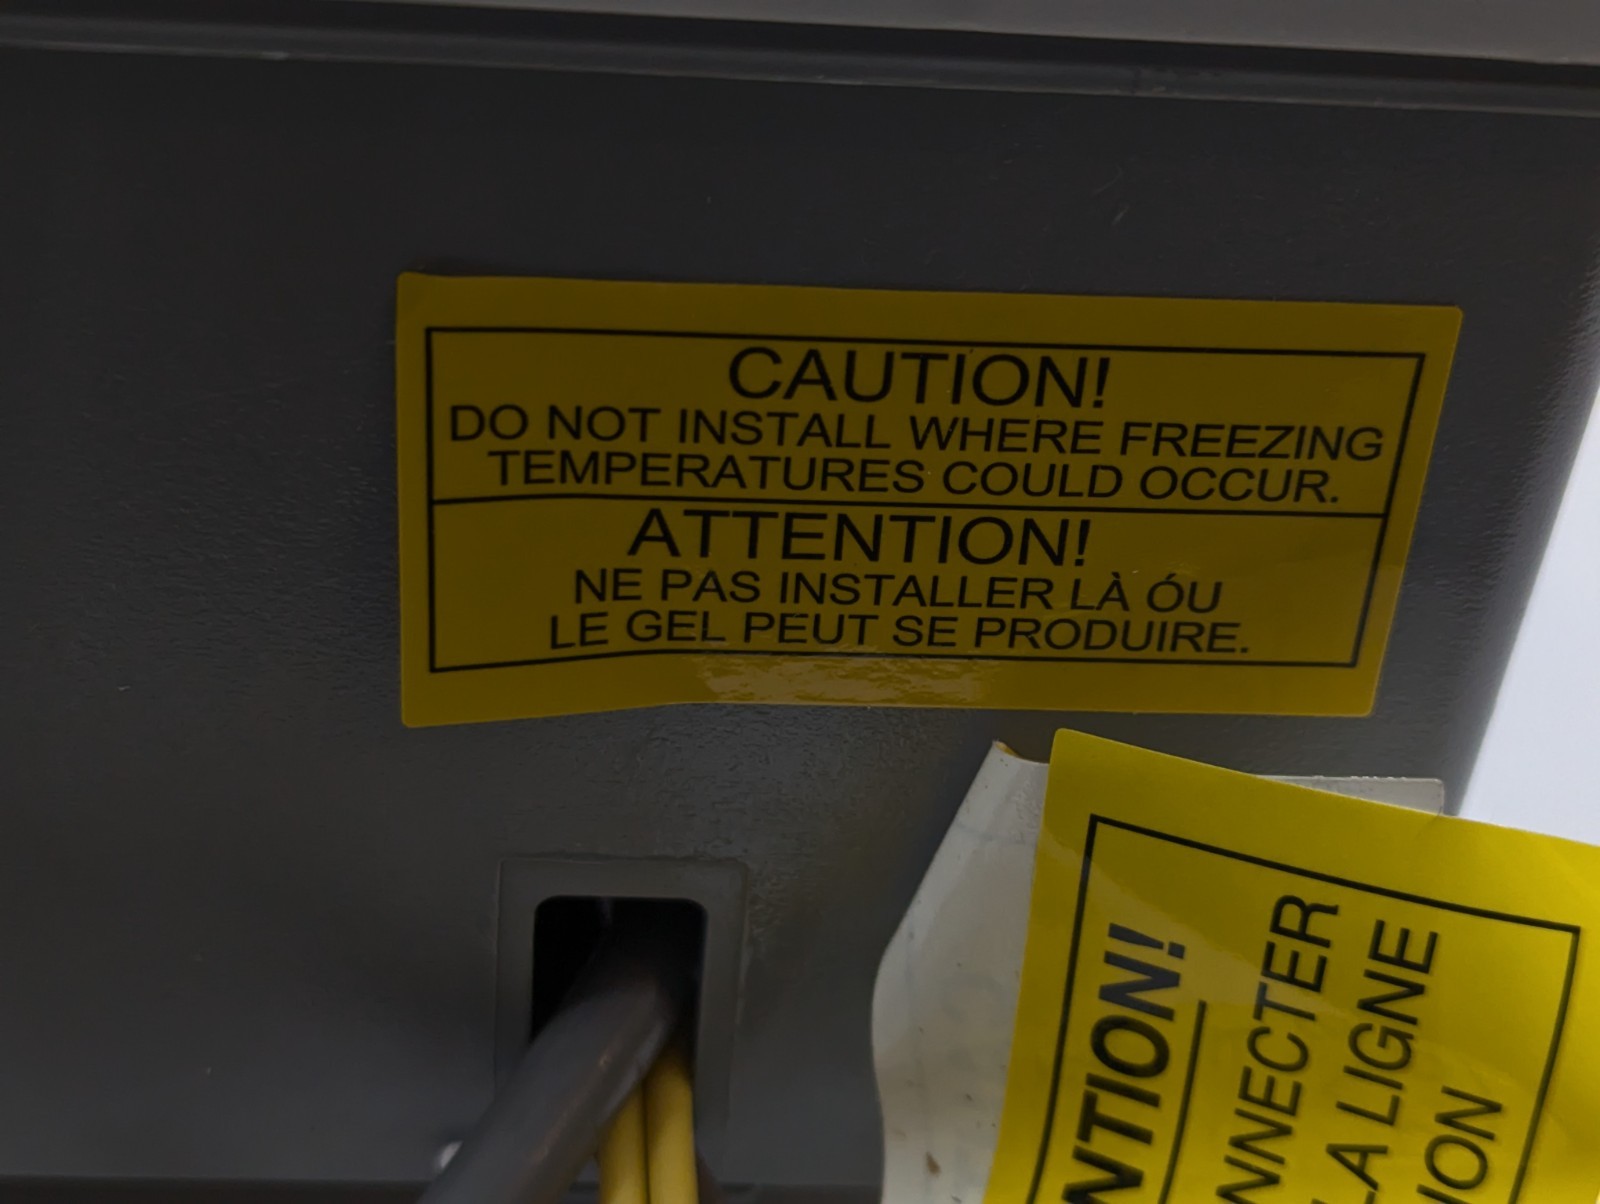 CAUTION!
DO NOT INSTALL WHERE FREEZING
TEMPERATURES COULD OCCUR.
ATTENTION!
NE PAS INSTALLER LÀ ÓU
LE GEL PEUT SE PRODUIRE.
NTION!
NNECTER
LA LIGNE
ION